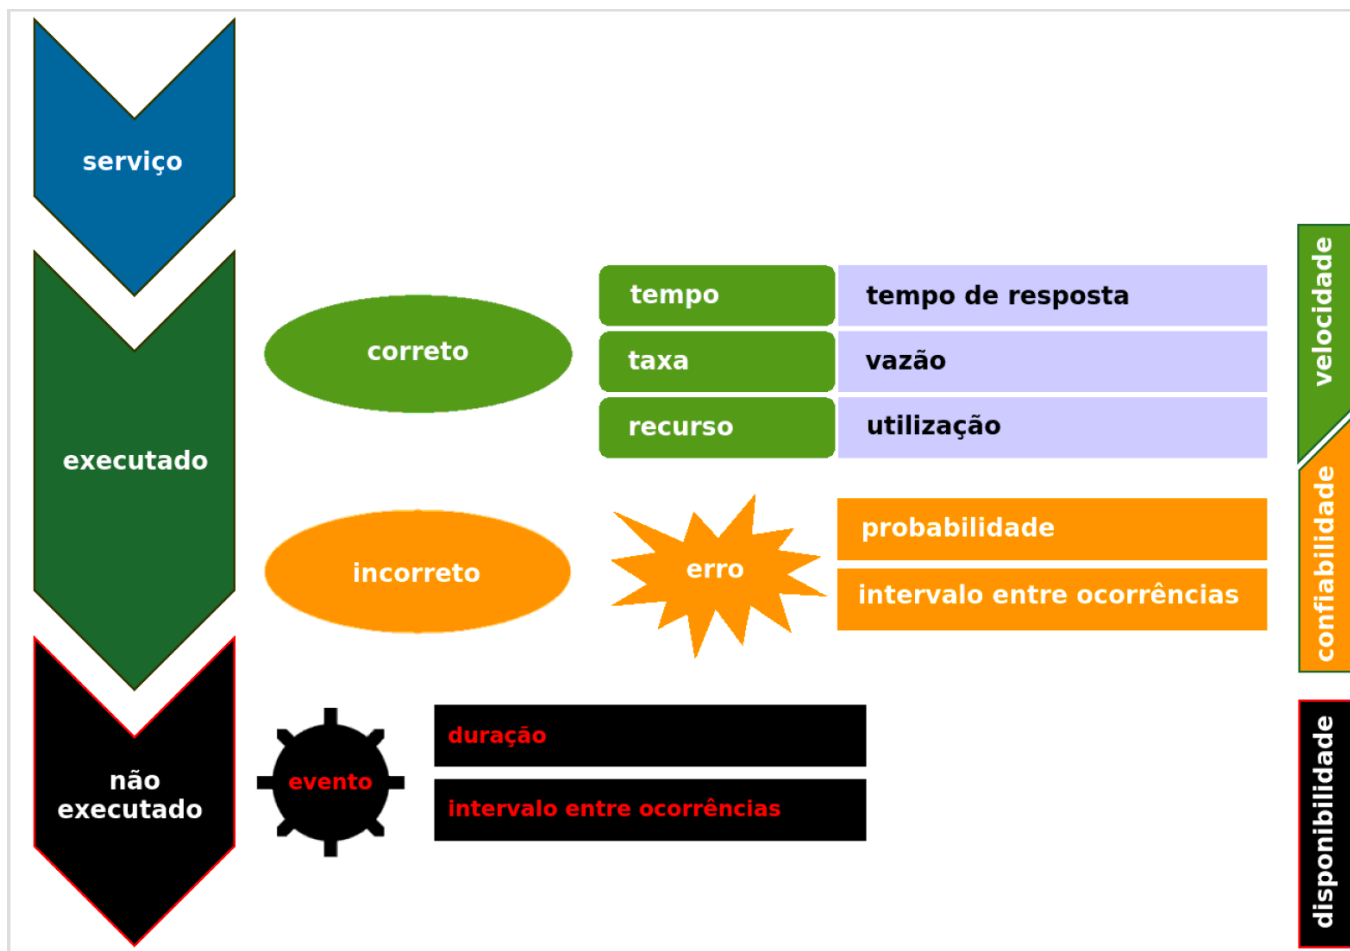 serviço
executado
correto
tempo
tempo de resposta
taxa
vazão
recurso
utilização
velocidade
incorreto
erro
probabilidade
intervalo entre ocorrências
confiabilidade
não
executado
evento
duração
intervalo entre ocorrências
disponibilidade